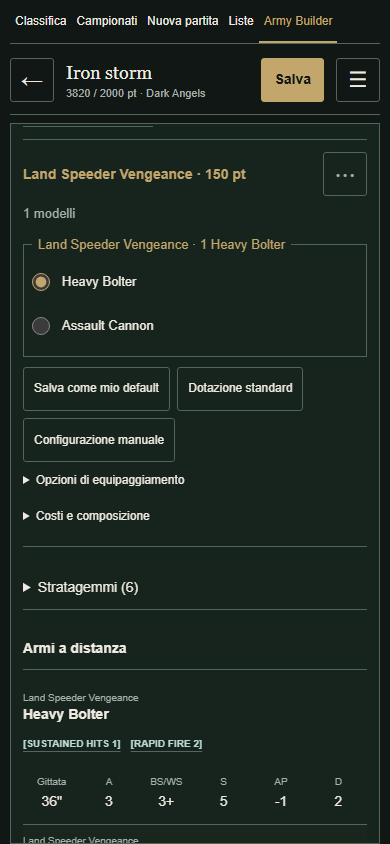 Classifica Campionati Nuova partita Liste Army Builder
← Iron storm Salva ☰
3820 / 2000 pt · Dark Angels
Land Speeder Vengeance · 150 pt ...
1 modelli
Land Speeder Vengeance · 1 Heavy Bolter
Heavy Bolter
Assault Cannon
Salva come mio default Dotazione standard
Configurazione manuale
▶ Opzioni di equipaggiamento
▶ Costi e composizione
▶ Stratagemmi (6)
Armi a distanza
Land Speeder Vengeance
Heavy Bolter
[SUSTAINED HITS 1] [RAPID FIRE 2]
Gittata A BS/WS S AP D
36" 3 3+ 5 -1 2
Land Speeder Vengeance